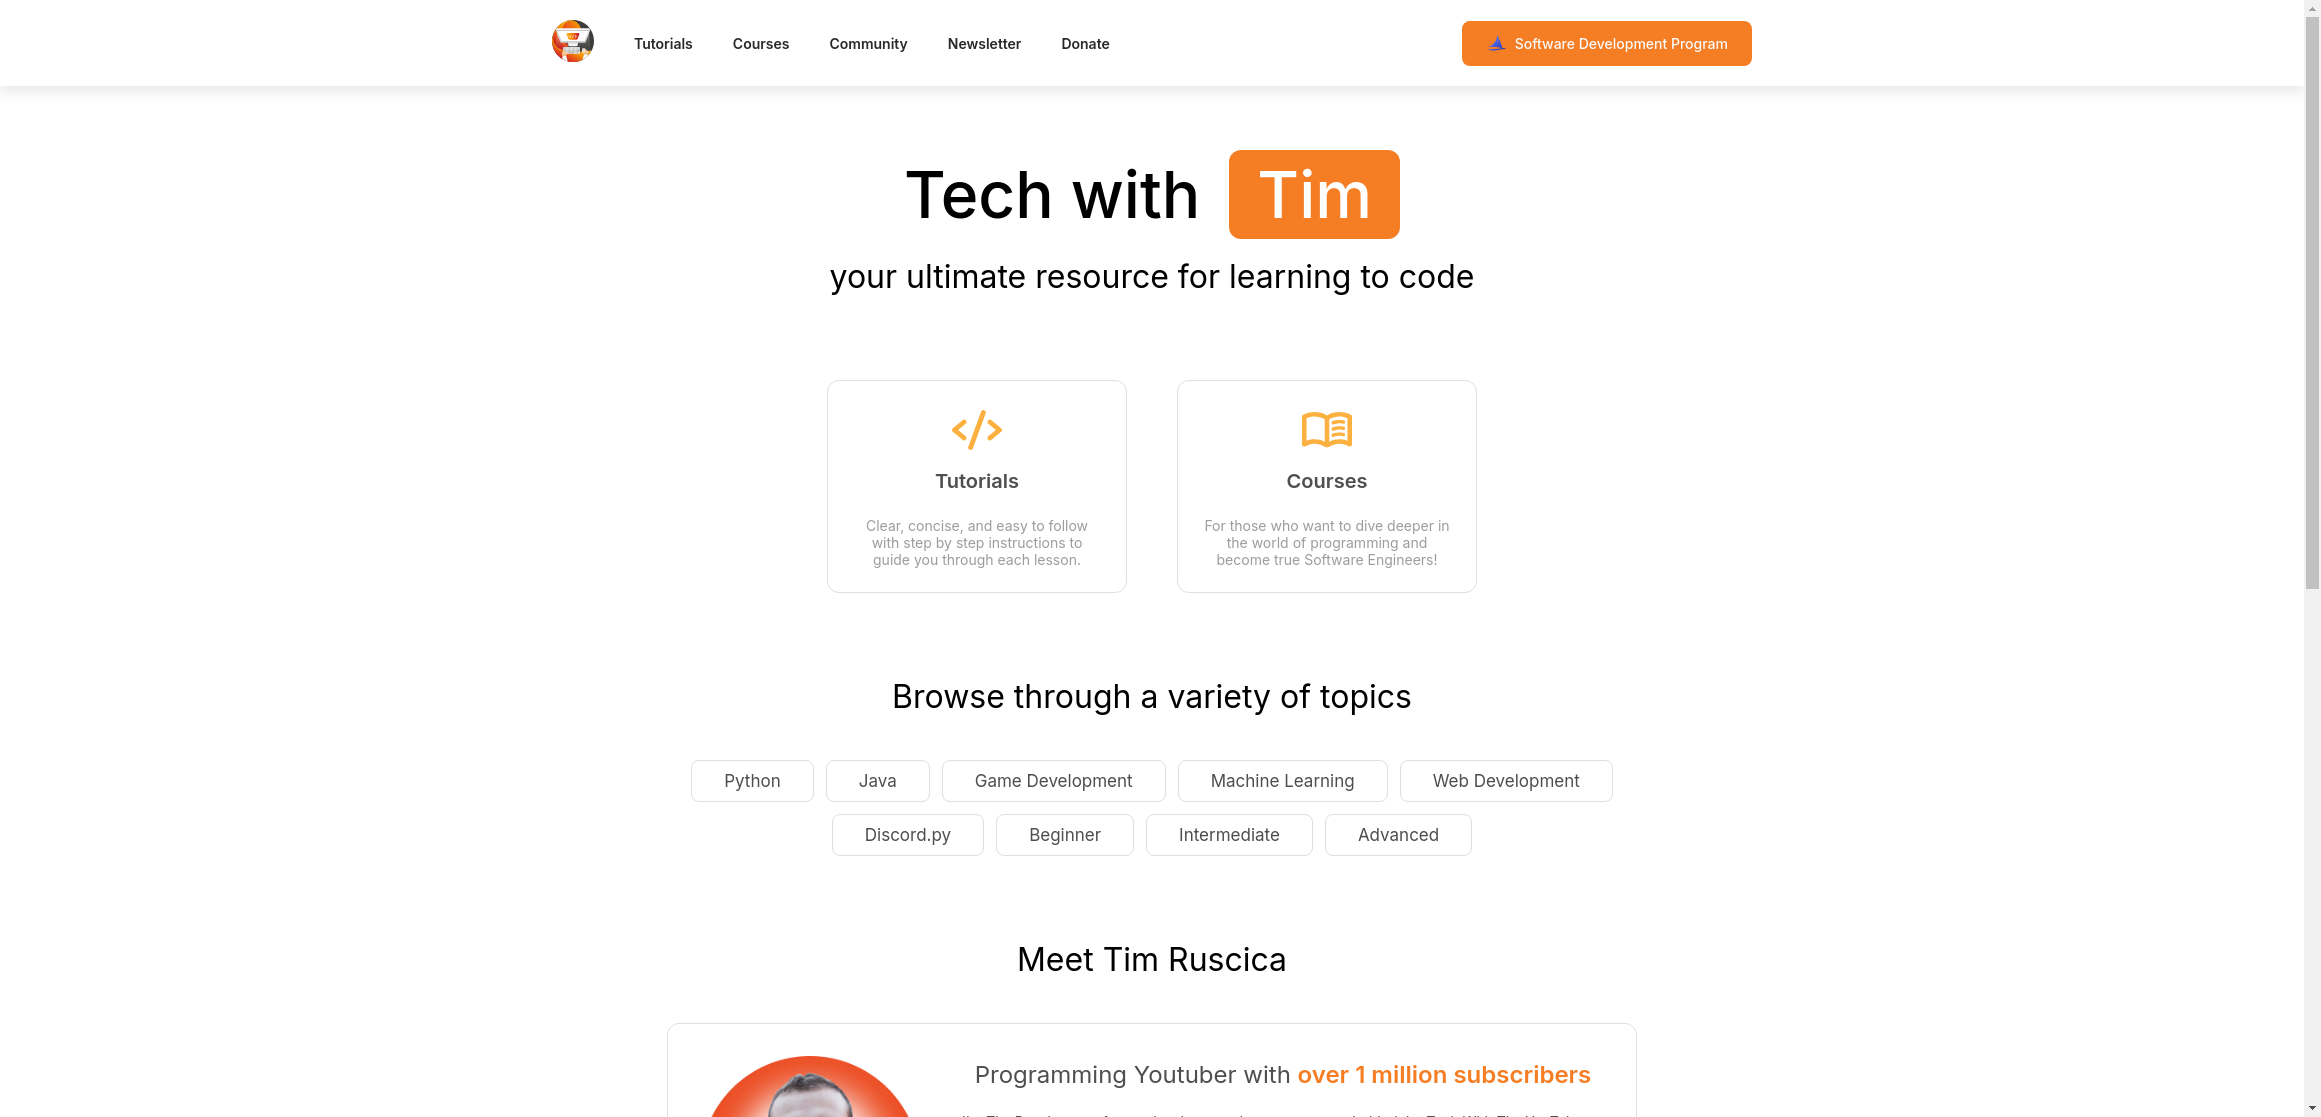 Tutorials
Courses
Community
Newsletter
Donate
Software Development Program
Tech with Tim
your ultimate resource for learning to code
Tutorials
Clear, concise, and easy to follow
with step by step instructions to
guide you through each lesson.
Courses
For those who want to dive deeper in
the world of programming and
become true Software Engineers!
Browse through a variety of topics
Python
Java
Game Development
Machine Learning
Web Development
Discord.py
Beginner
Intermediate
Advanced
Meet Tim Ruscica
Programming Youtuber with over 1 million subscribers